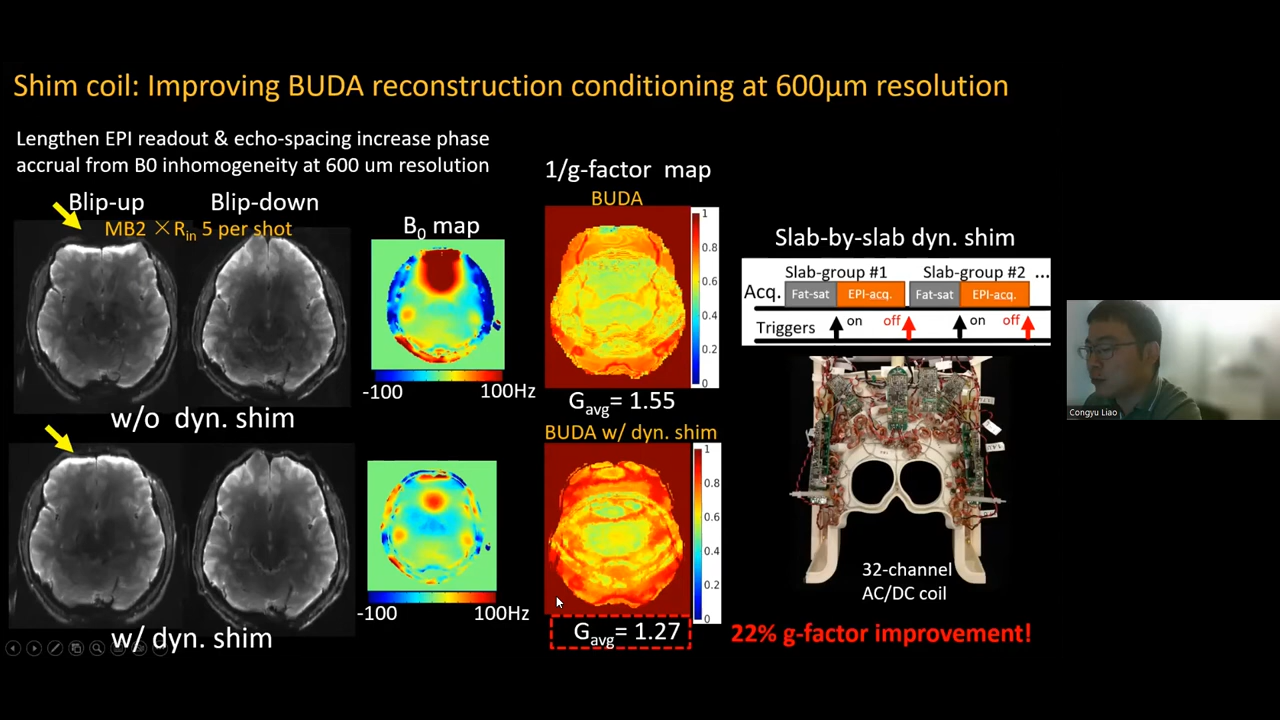 Shim coil: Improving BUDA reconstruction conditioning at 600µm resolution
Lengthen EPI readout & echo-spacing increase phase
accrual from B0 inhomogeneity at 600 um resolution
Blip-up
Blip-down
MB2 ×Rin 5 per shot
w/o dyn. shim
w/ dyn. shim
B0 map
-100
100Hz
-100
100Hz
1/g-factor map
BUDA
1
0.8
0.6
0.4
0.2
0
Gavg= 1.55
BUDA w/ dyn. shim
1
0.8
0.6
0.4
0.2
0
Gavg= 1.27
Slab-by-slab dyn. shim
Slab-group #1
Slab-group #2 ...
Acq.
Fat-sat
EPI-acq.
Fat-sat
EPI-acq.
Triggers
on
off
on
off
32-channel
AC/DC coil
22% g-factor improvement!
Congyu Liao